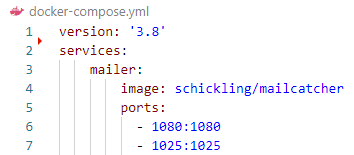 docker-compose.yml
1 version: '3.8'
2 services:
3     mailer:
4         image: schickling/mailcatcher
5         ports:
6           - 1080:1080
7           - 1025:1025